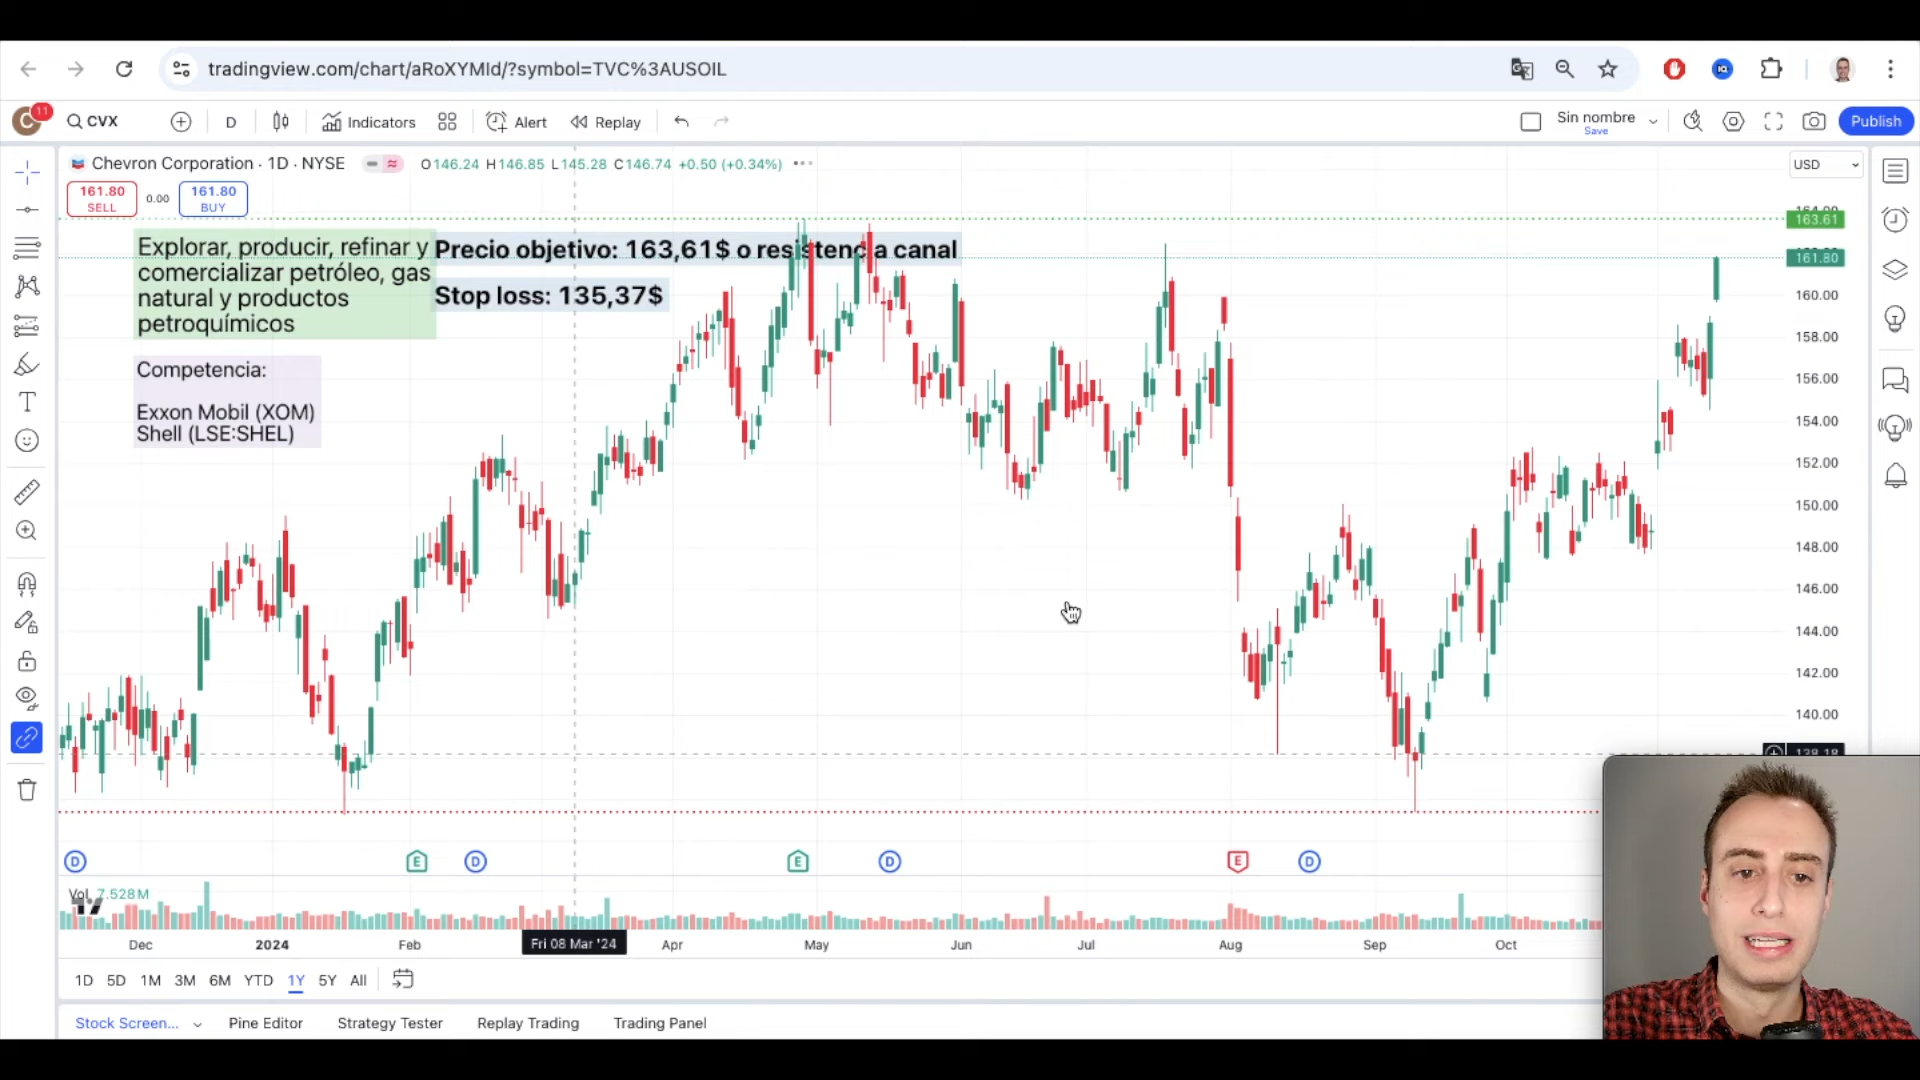 tradingview.com/chart/aRoXYMld/?symbol=TVC%3AUSOIL
C 11 CVX D Indicators Alert Replay Sin nombre Save Publish
Chevron Corporation · 1D · NYSE O146.24 H146.85 L145.28 C146.74 +0.50 (+0.34%) USD
161.80 SELL 0.00 161.80 BUY
164.00
163.61
Explorar, producir, refinar y
comercializar petróleo, gas
natural y productos
petroquímicos
Precio objetivo: 163,61$ o resistencia canal
Stop loss: 135,37$
Competencia:
Exxon Mobil (XOM)
Shell (LSE:SHEL)
161.80
160.00
158.00
156.00
154.00
152.00
150.00
148.00
146.00
144.00
142.00
140.00
138.18
D E D E D E D
Vol 7.528M
Dec 2024 Feb Fri 08 Mar '24 Apr May Jun Jul Aug Sep Oct
1D 5D 1M 3M 6M YTD 1Y 5Y All
Stock Screen... Pine Editor Strategy Tester Replay Trading Trading Panel